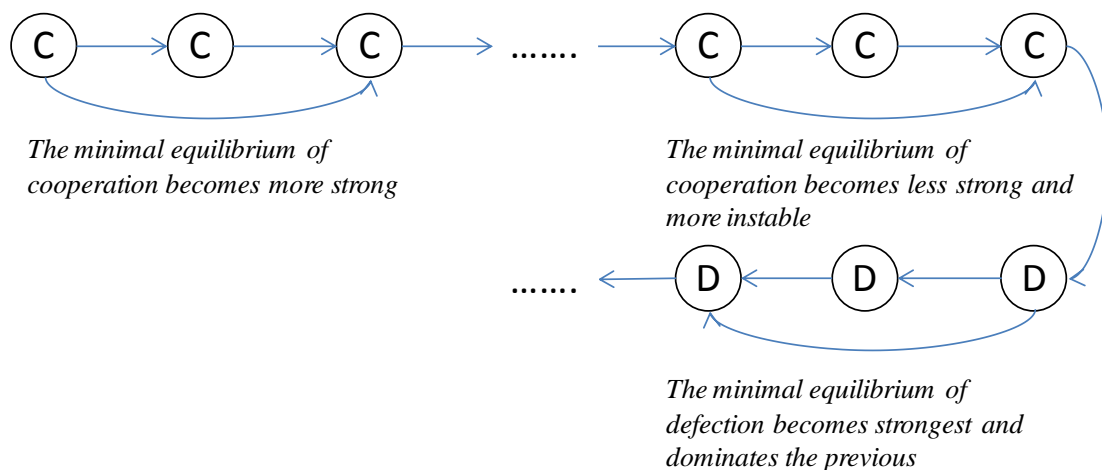 C C C ....... C C C
The minimal equilibrium of
cooperation becomes more strong
The minimal equilibrium of
cooperation becomes less strong and
more instable
....... D D D
The minimal equilibrium of
defection becomes strongest and
dominates the previous